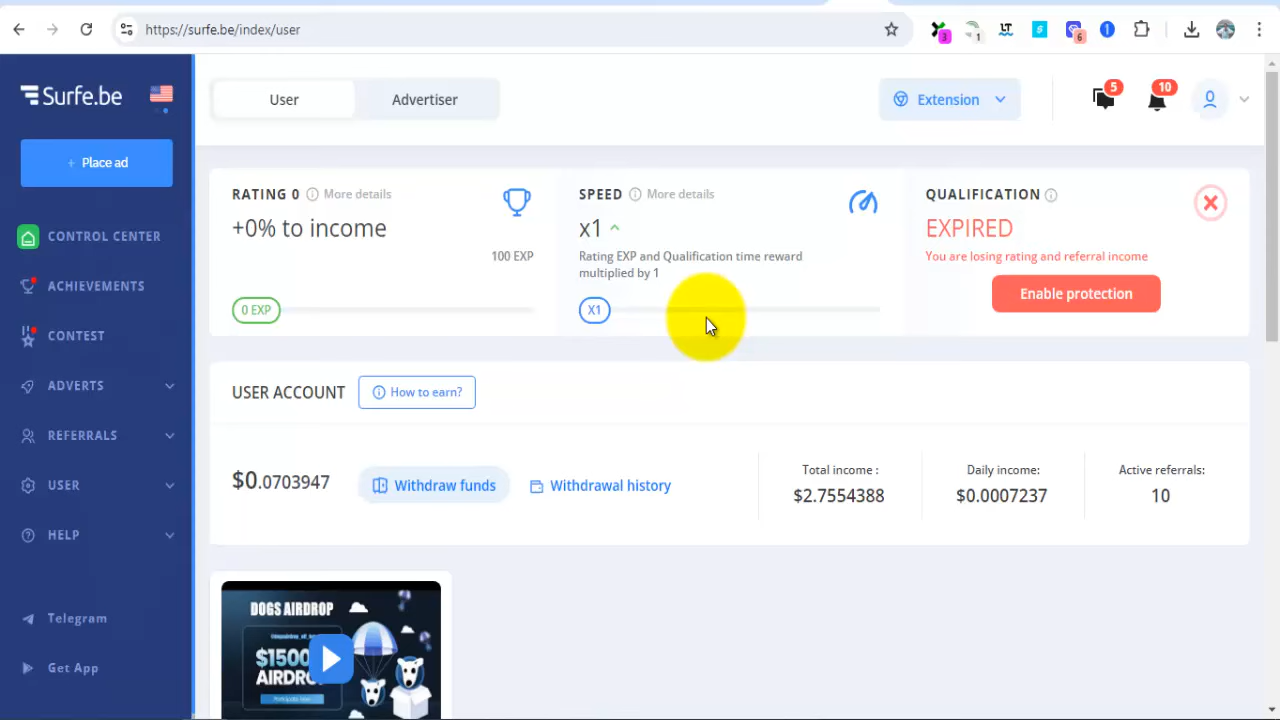 https://surfe.be/index/user
3
1
LT
6
Surfe.be
User
Advertiser
Extension
5
10
+ Place ad
CONTROL CENTER
ACHIEVEMENTS
CONTEST
ADVERTS
REFERRALS
USER
HELP
Telegram
Get App
RATING 0 More details
+0% to income
100 EXP
0 EXP
SPEED More details
x1
Rating EXP and Qualification time reward
multiplied by 1
X1
QUALIFICATION
EXPIRED
You are losing rating and referral income
Enable protection
USER ACCOUNT
How to earn?
$0.0703947
Withdraw funds
Withdrawal history
Total income :
$2.7554388
Daily income:
$0.0007237
Active referrals:
10
DOGS AIRDROP
$1500
AIRDRO